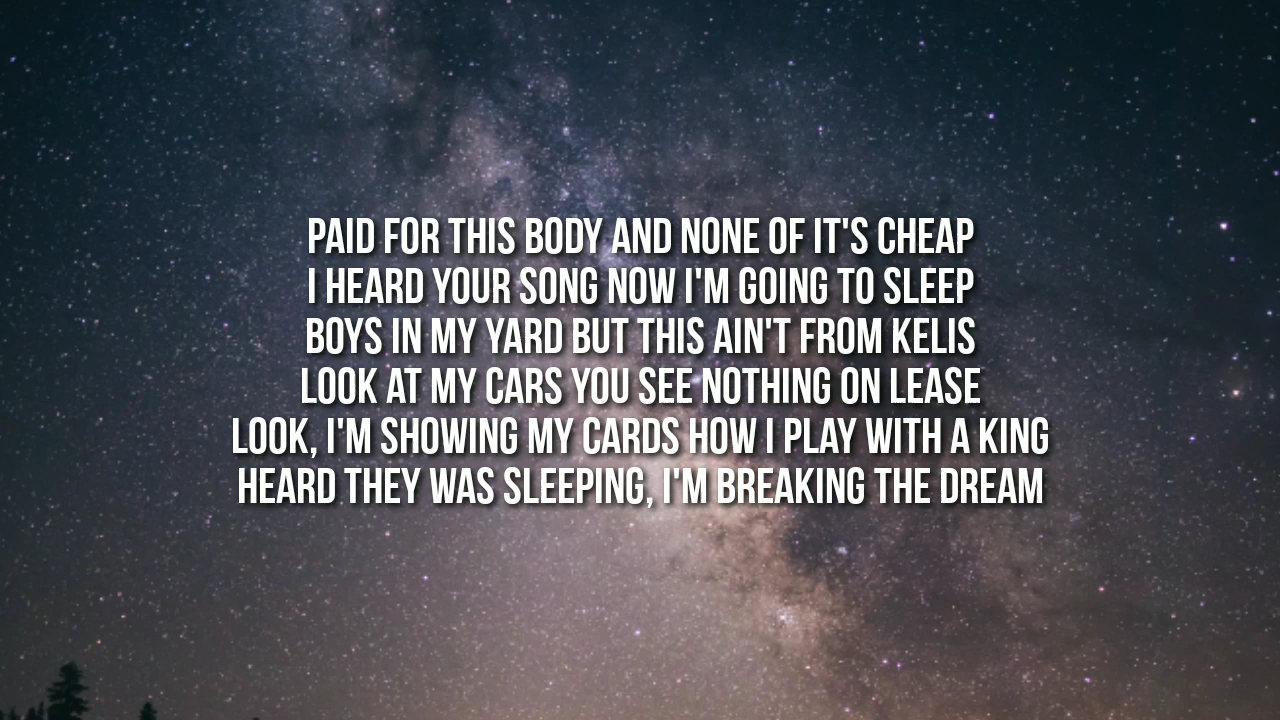 PAID FOR THIS BODY AND NONE OF IT'S CHEAP
I HEARD YOUR SONG NOW I'M GOING TO SLEEP
BOYS IN MY YARD BUT THIS AIN'T FROM KELIS
LOOK AT MY CARS YOU SEE NOTHING ON LEASE
LOOK, I'M SHOWING MY CARDS HOW I PLAY WITH A KING
HEARD THEY WAS SLEEPING, I'M BREAKING THE DREAM